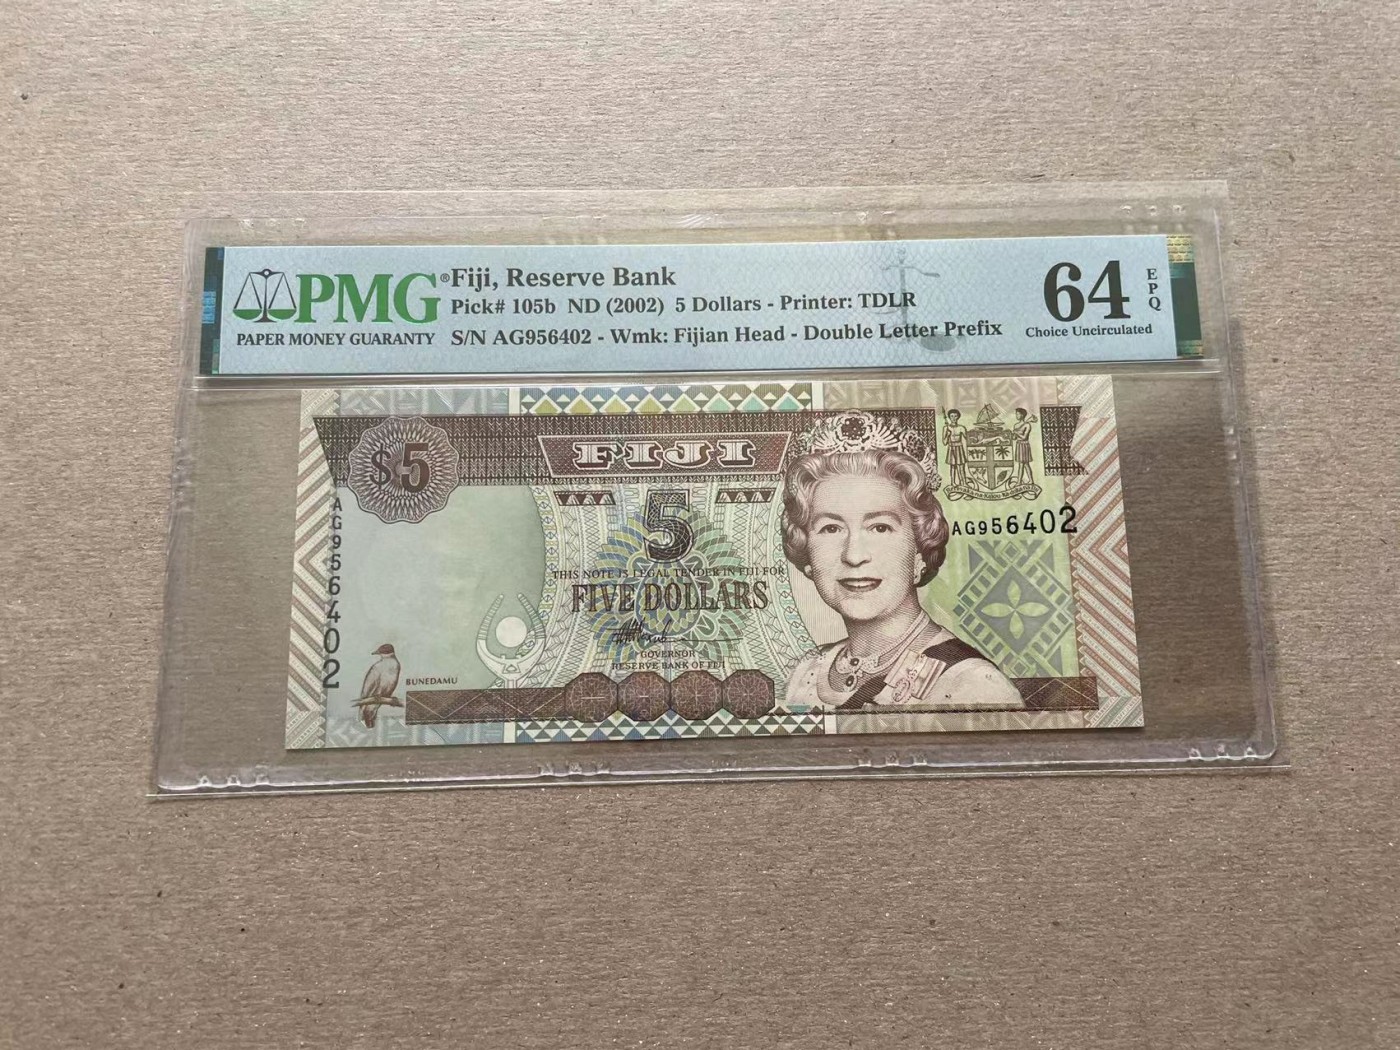 PMG®
PAPER MONEY GUARANTY
Fiji, Reserve Bank
Pick# 105b ND (2002) 5 Dollars - Printer: TDLR
S/N AG956402 - Wmk: Fijian Head - Double Letter Prefix
64
EPQ
Choice Uncirculated
$5
FIJI
5
AG956402
AG956402
THIS NOTE IS LEGAL TENDER IN FIJI FOR
FIVE DOLLARS
GOVERNOR
RESERVE BANK OF FIJI
BUNEDAMU